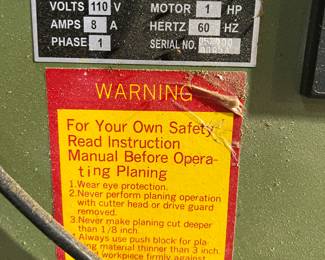 VOLTS 110 V MOTOR 1 HP
AMPS 8 A HERTZ 60 HZ
PHASE 1 SERIAL NO.
WARNING
For Your Own Safety
Read Instruction
Manual Before Opera-
ting Planing
1.Wear eye protection.
2.Never perform planing operation
with cutter head or drive guard
removed.
3.Never make planing cut deeper
than 1/8 inch.
Always use push block for pla-
ing material thinner than 3 inch.
workpiece firmly against